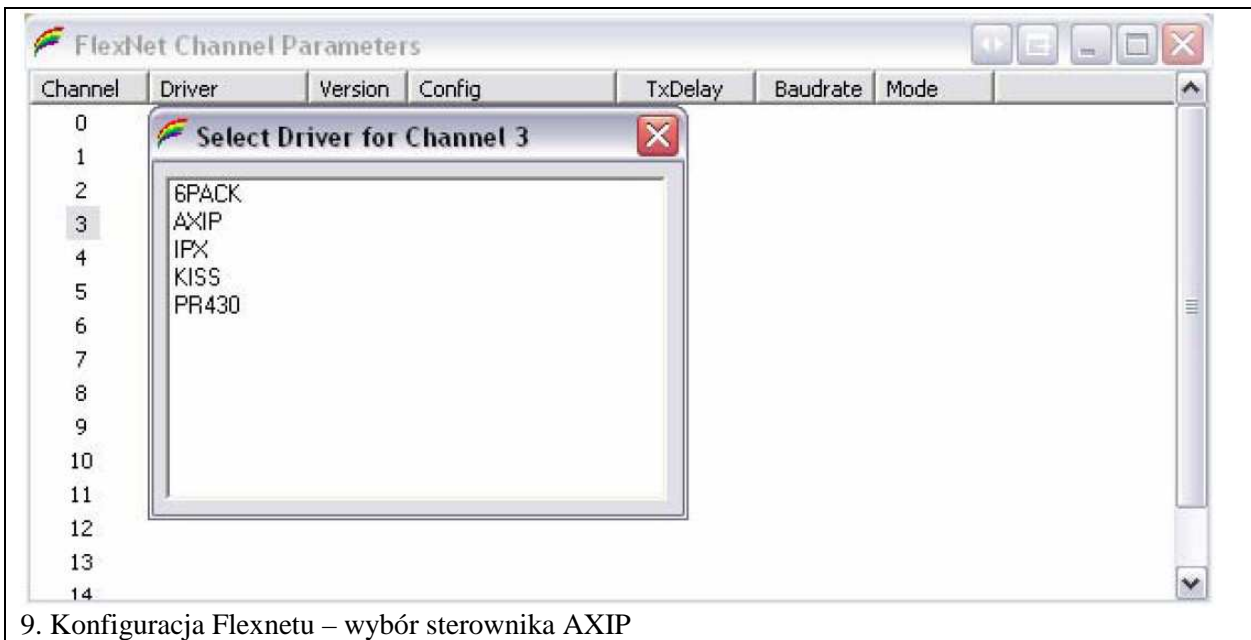 FlexNet Channel Parameters
Channel Driver Version Config TxDelay Baudrate Mode
0
1
2
3
4
5
6
7
8
9
10
11
12
13
14
Select Driver for Channel 3
6PACK
AXIP
IPX
KISS
PR430
9. Konfiguracja Flexnetu – wybór sterownika AXIP